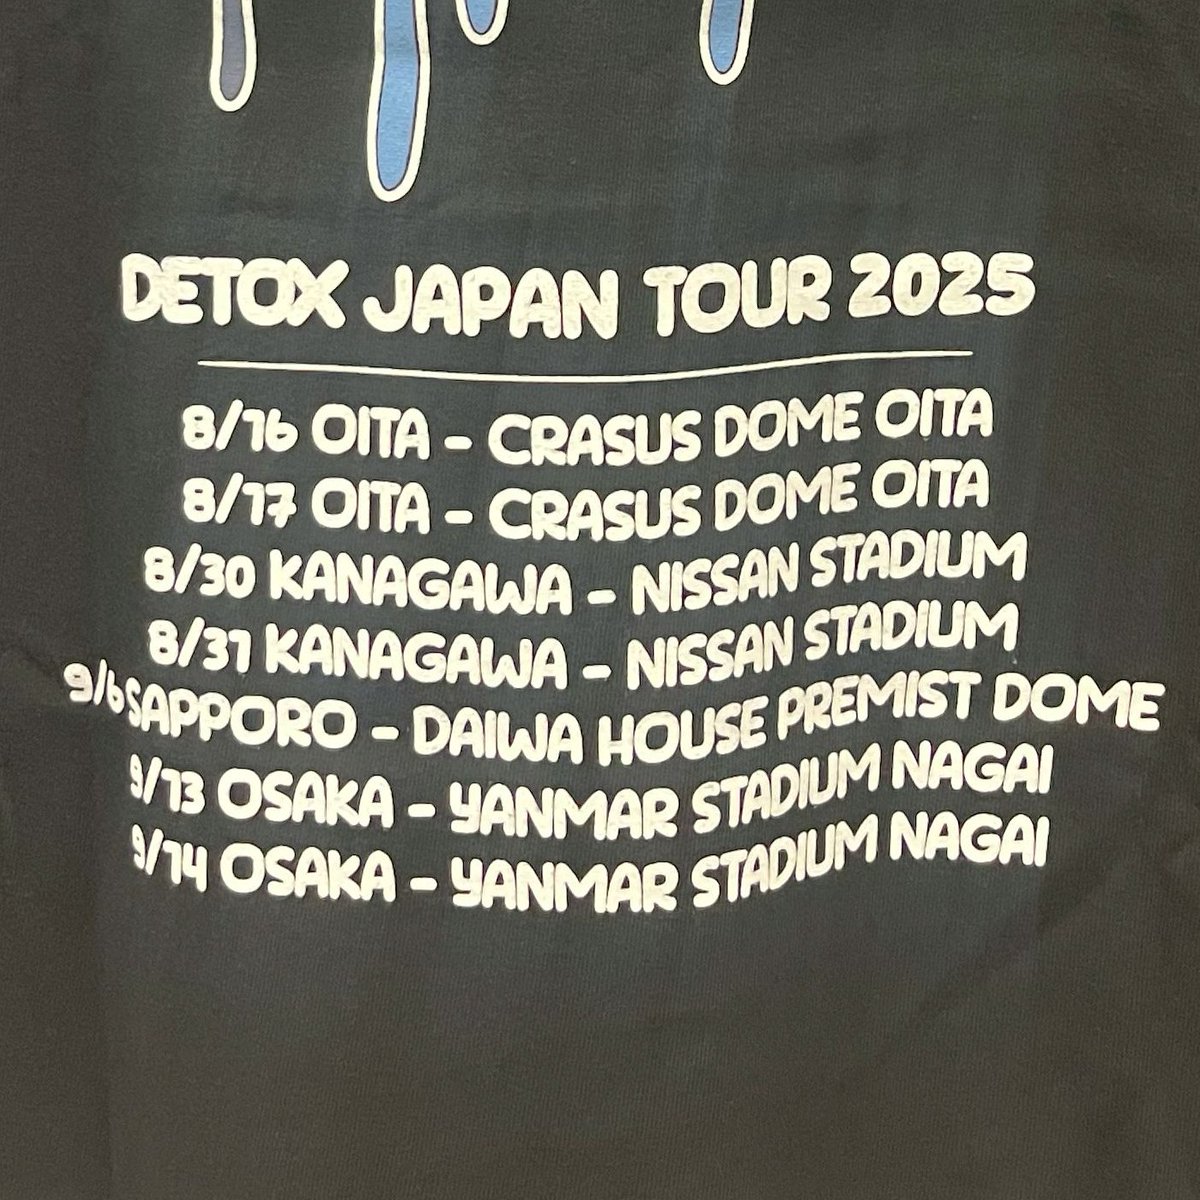 DETOX JAPAN TOUR 2025
8/16 OITA - CRASUS DOME OITA
8/17 OITA - CRASUS DOME OITA
8/30 KANAGAWA - NISSAN STADIUM
8/31 KANAGAWA - NISSAN STADIUM
9/6 SAPPORO - DAIWA HOUSE PREMIST DOME
9/13 OSAKA - YANMAR STADIUM NAGAI
9/14 OSAKA - YANMAR STADIUM NAGAI